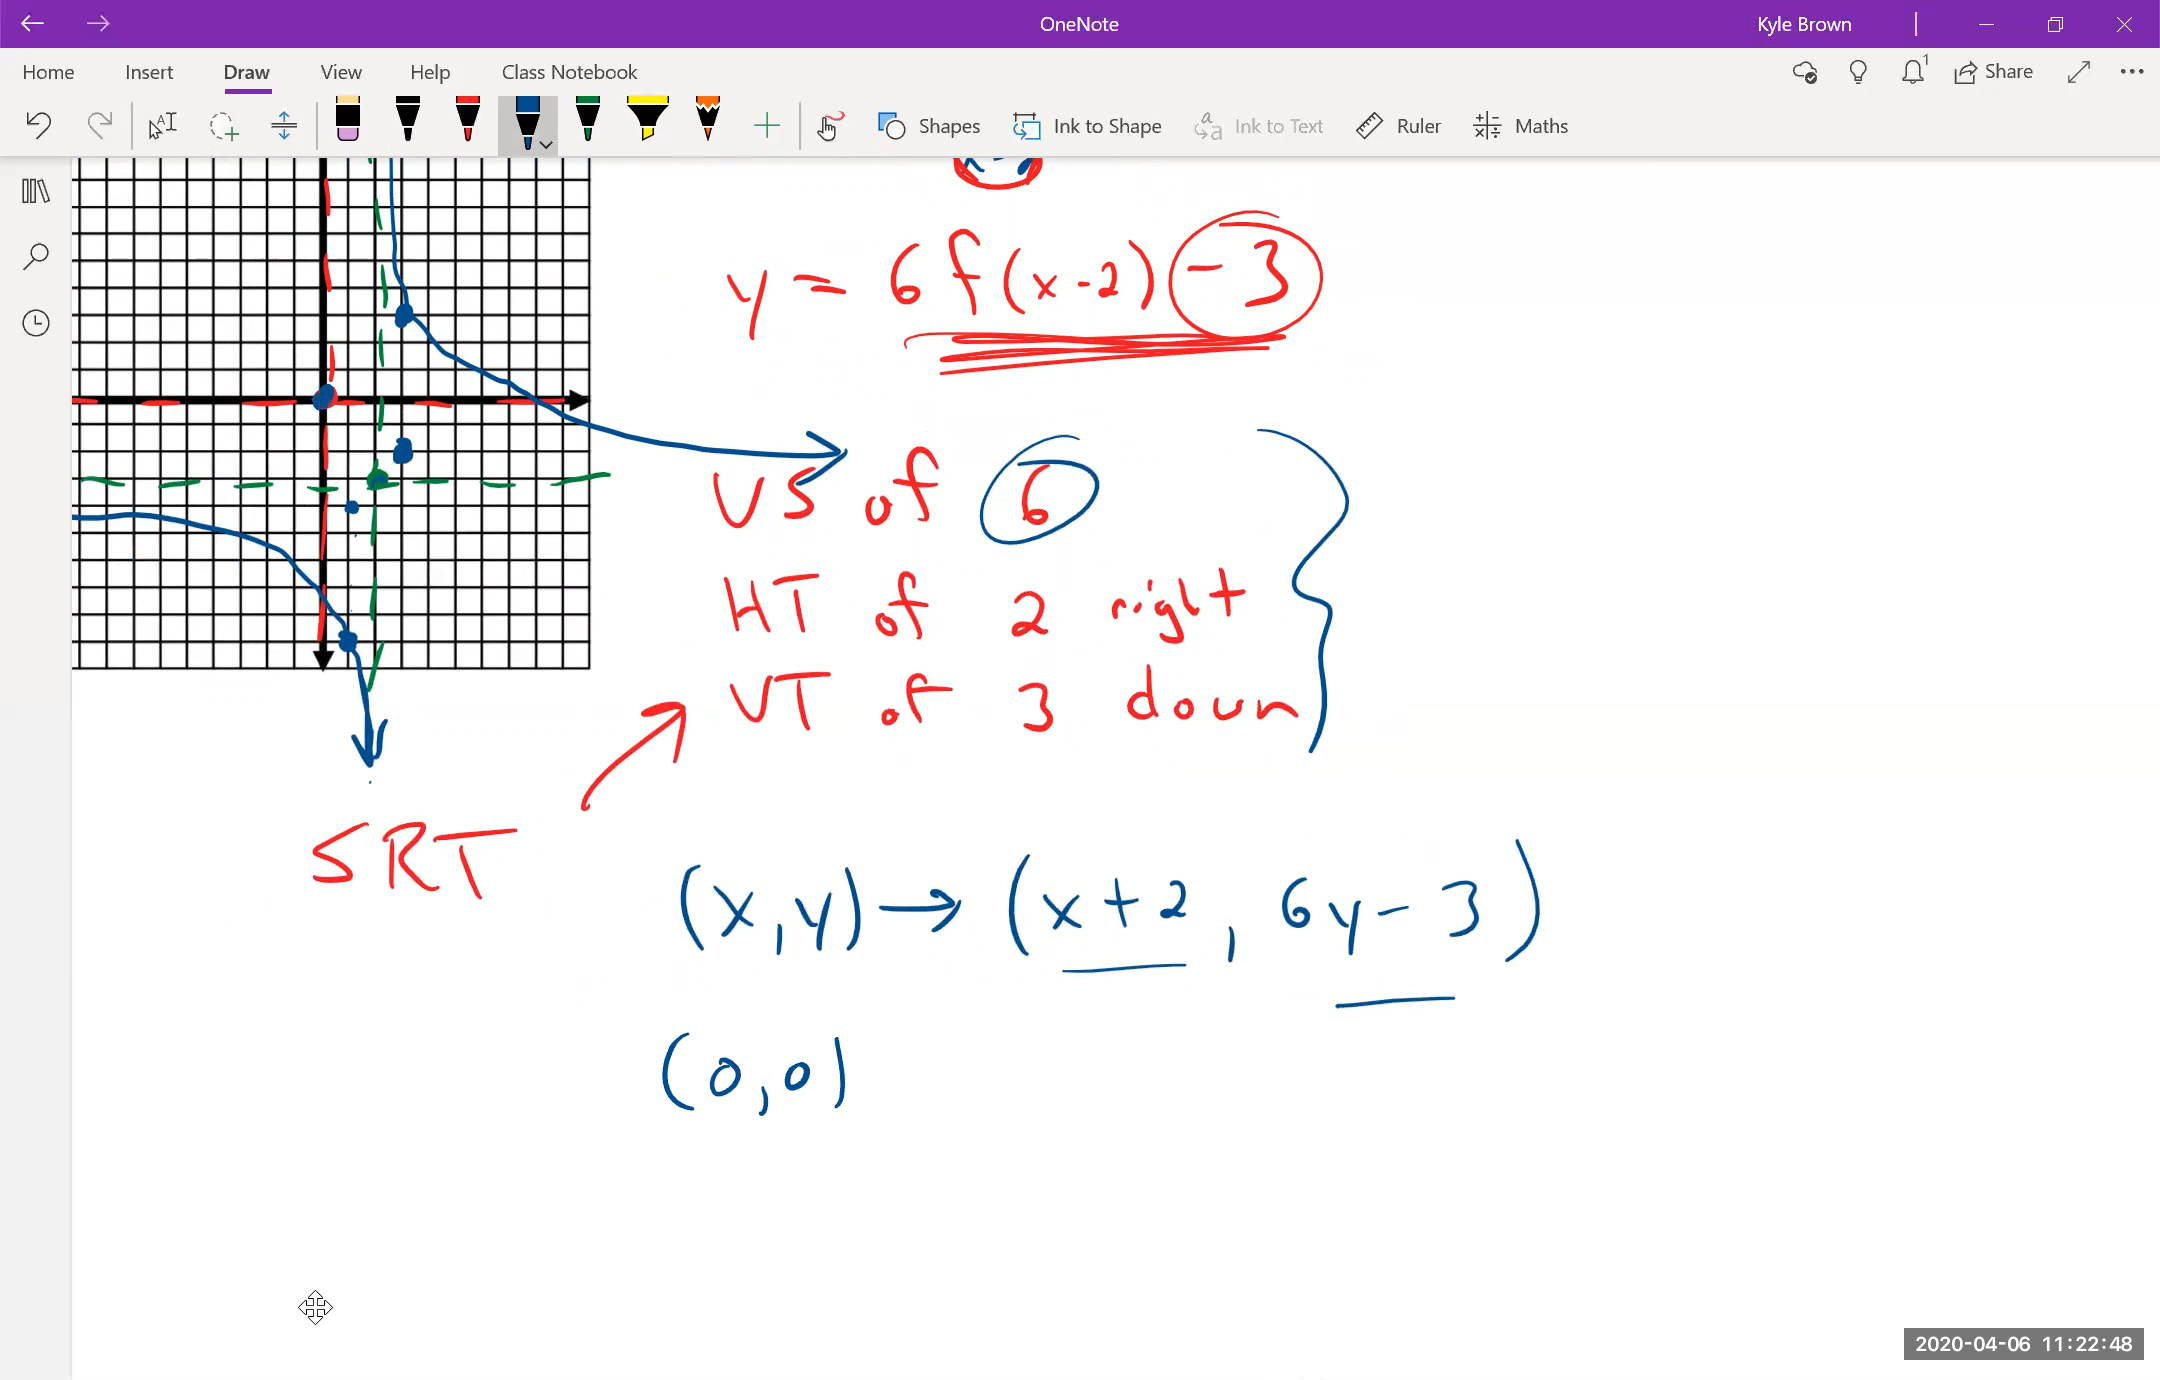 OneNote
Kyle Brown
Home Insert Draw View Help Class Notebook
1 Share
Shapes Ink to Shape Ink to Text Ruler Maths
y = 6f(x-2) -3
VS of 6
HT of 2 right
VT of 3 down
SRT
(x,y) → (x+2, 6y-3)
(0,0)
2020-04-06 11:22:48